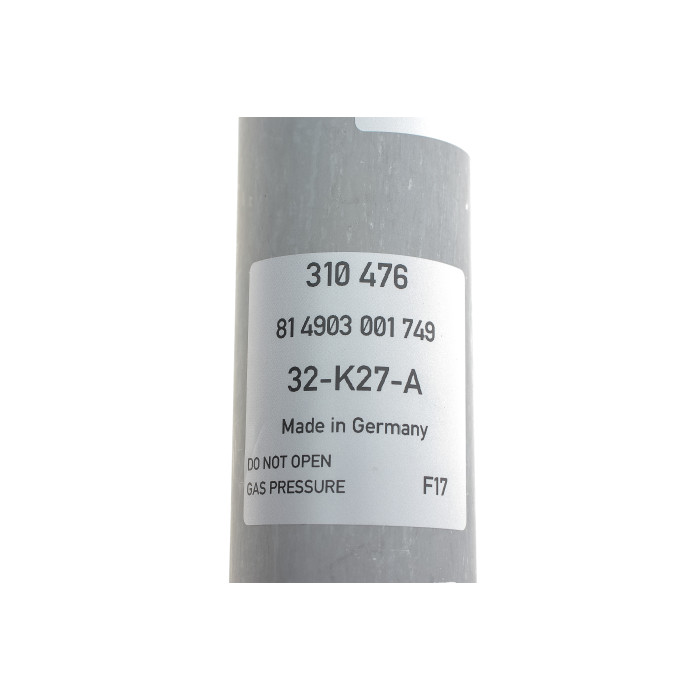 310 476
81 4903 001 749
32-K27-A
Made in Germany
DO NOT OPEN
GAS PRESSURE F17